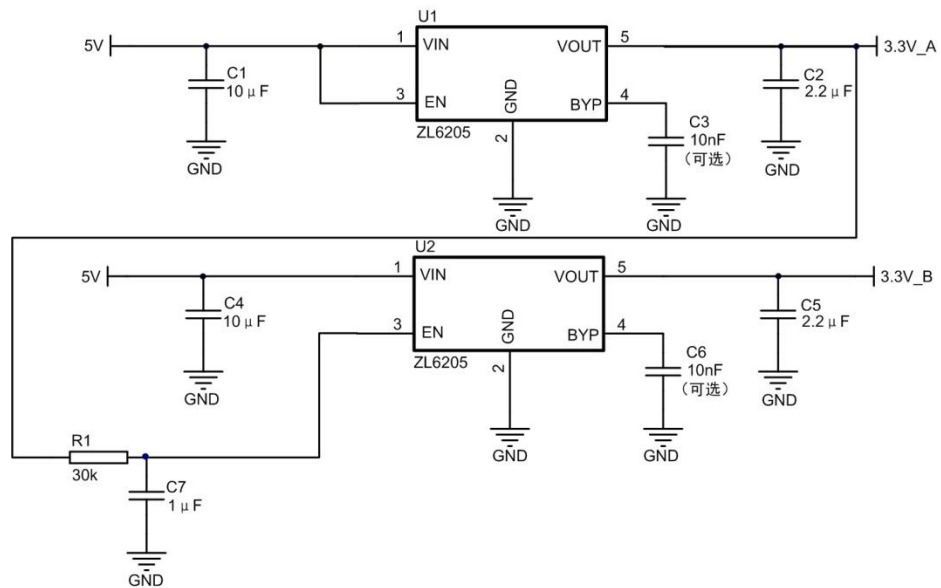 U1
5V
1
VIN
VOUT
5
3.3V_A
C1
10μF
C2
2.2μF
3
EN
GND
BYP
4
ZL6205
2
C3
10nF
(可选)
GND
GND
GND
GND
U2
5V
1
VIN
VOUT
5
3.3V_B
C4
10μF
C5
2.2μF
3
EN
GND
BYP
4
ZL6205
2
C6
10nF
(可选)
GND
GND
GND
GND
R1
30k
C7
1μF
GND